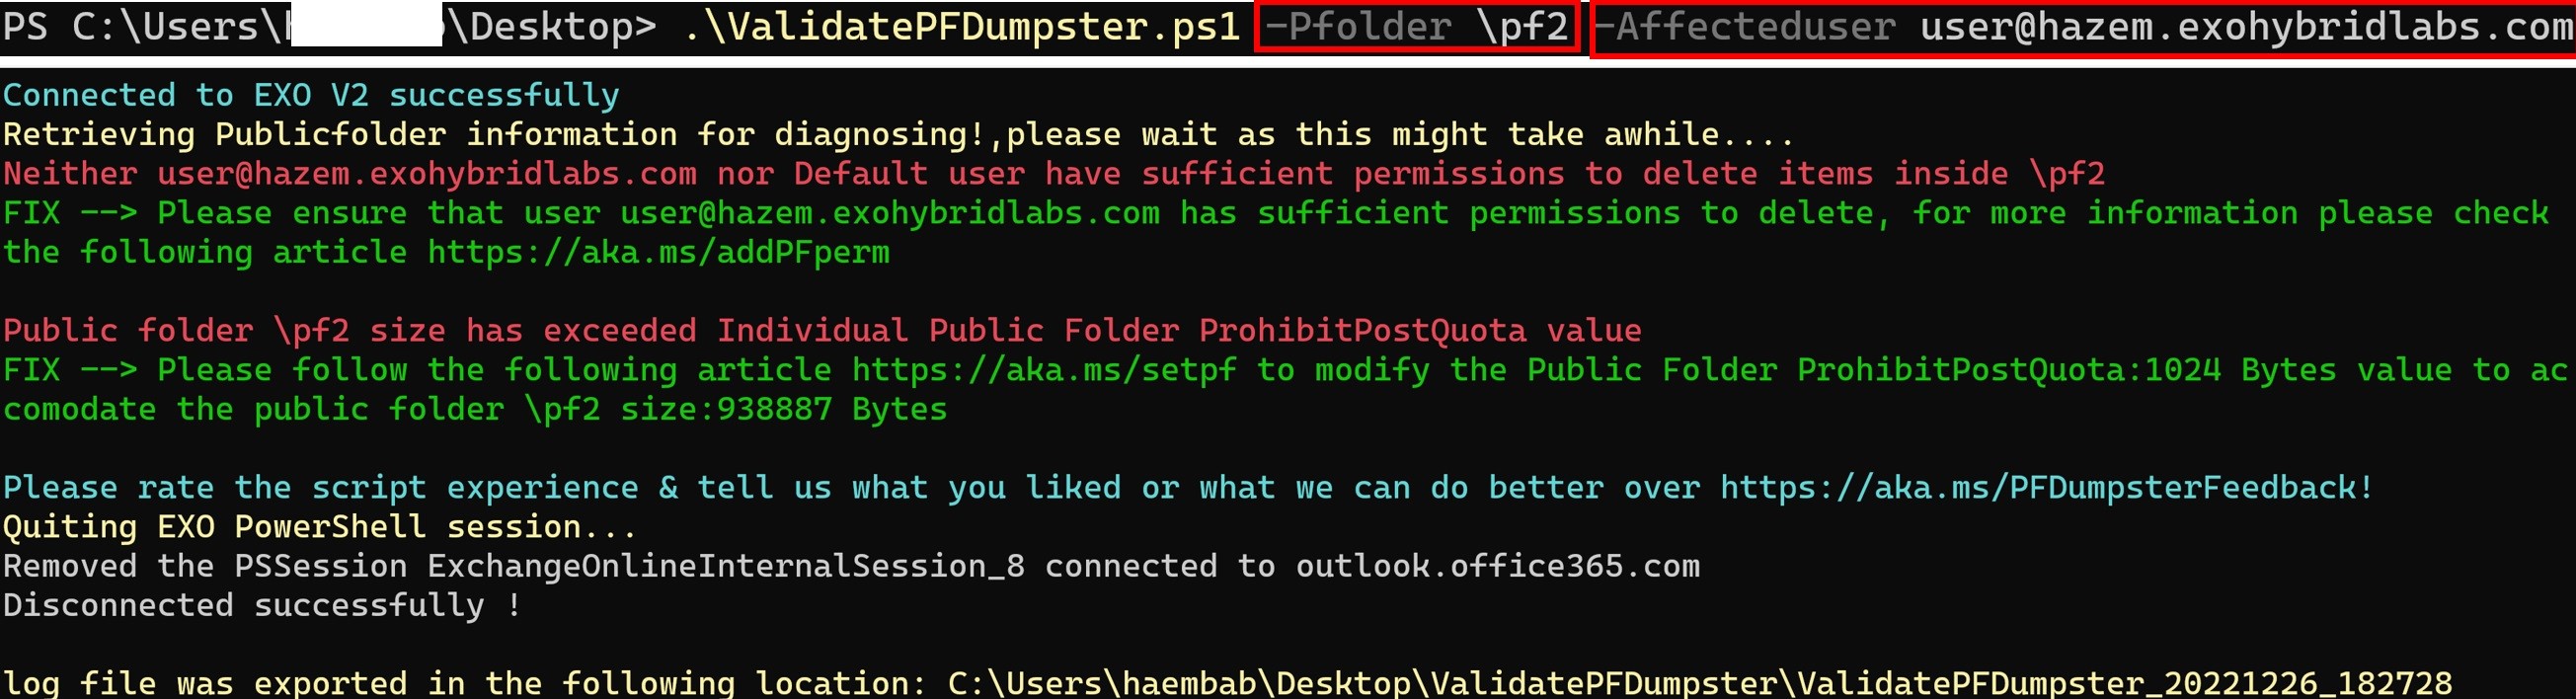 PS C:\Users\h \Desktop> .\ValidatePFDumpster.ps1 -Pfolder \pf2 -Affecteduser user@hazem.exohybridlabs.com
Connected to EXO V2 successfully
Retrieving Publicfolder information for diagnosing!,please wait as this might take awhile....
Neither user@hazem.exohybridlabs.com nor Default user have sufficient permissions to delete items inside \pf2
FIX --> Please ensure that user user@hazem.exohybridlabs.com has sufficient permissions to delete, for more information please check
the following article https://aka.ms/addPFperm
Public folder \pf2 size has exceeded Individual Public Folder ProhibitPostQuota value
FIX --> Please follow the following article https://aka.ms/setpf to modify the Public Folder ProhibitPostQuota:1024 Bytes value to ac
comodate the public folder \pf2 size:938887 Bytes
Please rate the script experience & tell us what you liked or what we can do better over https://aka.ms/PFDumpsterFeedback!
Quiting EXO PowerShell session...
Removed the PSSession ExchangeOnlineInternalSession_8 connected to outlook.office365.com
Disconnected successfully !
log file was exported in the following location: C:\Users\haembab\Desktop\ValidatePFDumpster\ValidatePFDumpster_20221226_182728